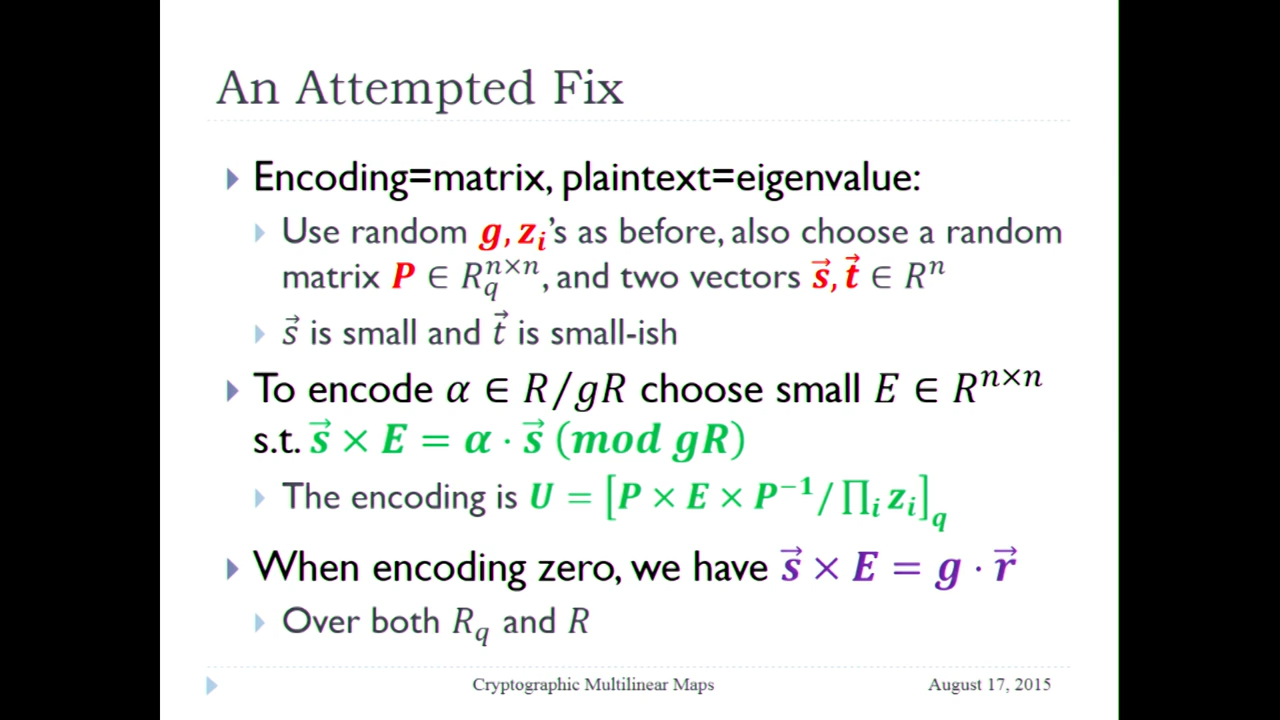 An Attempted Fix
Encoding=matrix, plaintext=eigenvalue:
Use random g, zᵢ's as before, also choose a random
matrix P ∈ R_q^{n×n}, and two vectors s⃗, t⃗ ∈ Rⁿ
s⃗ is small and t⃗ is small-ish
To encode α ∈ R/gR choose small E ∈ R^{n×n}
s.t. s⃗ × E = α · s⃗ (mod gR)
The encoding is U = [P × E × P⁻¹/∏ᵢ zᵢ]_q
When encoding zero, we have s⃗ × E = g · r⃗
Over both R_q and R
Cryptographic Multilinear Maps August 17, 2015